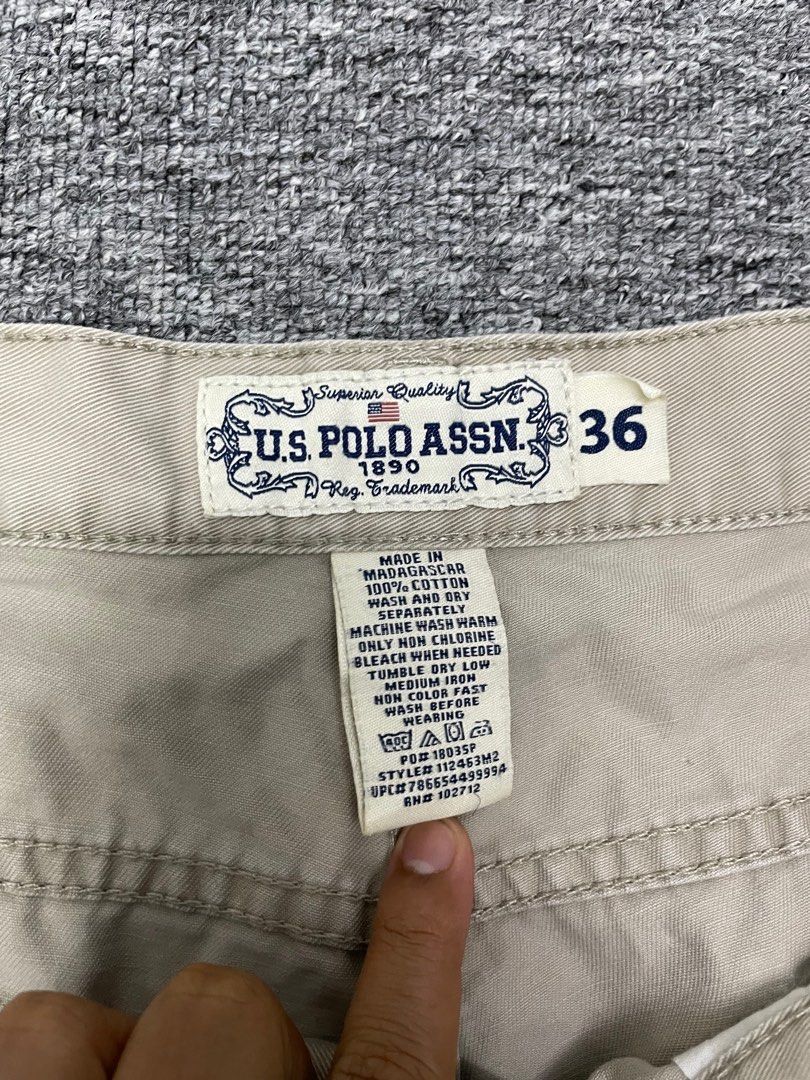 Superior Quality
U.S. POLO ASSN.
1890
Reg. Trademark
36
MADE IN
MADAGASCAR
100% COTTON
WASH AND DRY
SEPARATELY
MACHINE WASH WARM
ONLY NON CHLORINE
BLEACH WHEN NEEDED
TUMBLE DRY LOW
MEDIUM IRON
NON COLOR FAST
WASH BEFORE
WEARING
40C
PO# 1803SP
STYLE# 112463M2
UPC# 786654499994
RN# 102712